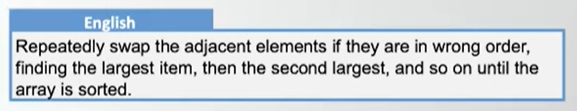 English
Repeatedly swap the adjacent elements if they are in wrong order,
finding the largest item, then the second largest, and so on until the
array is sorted.